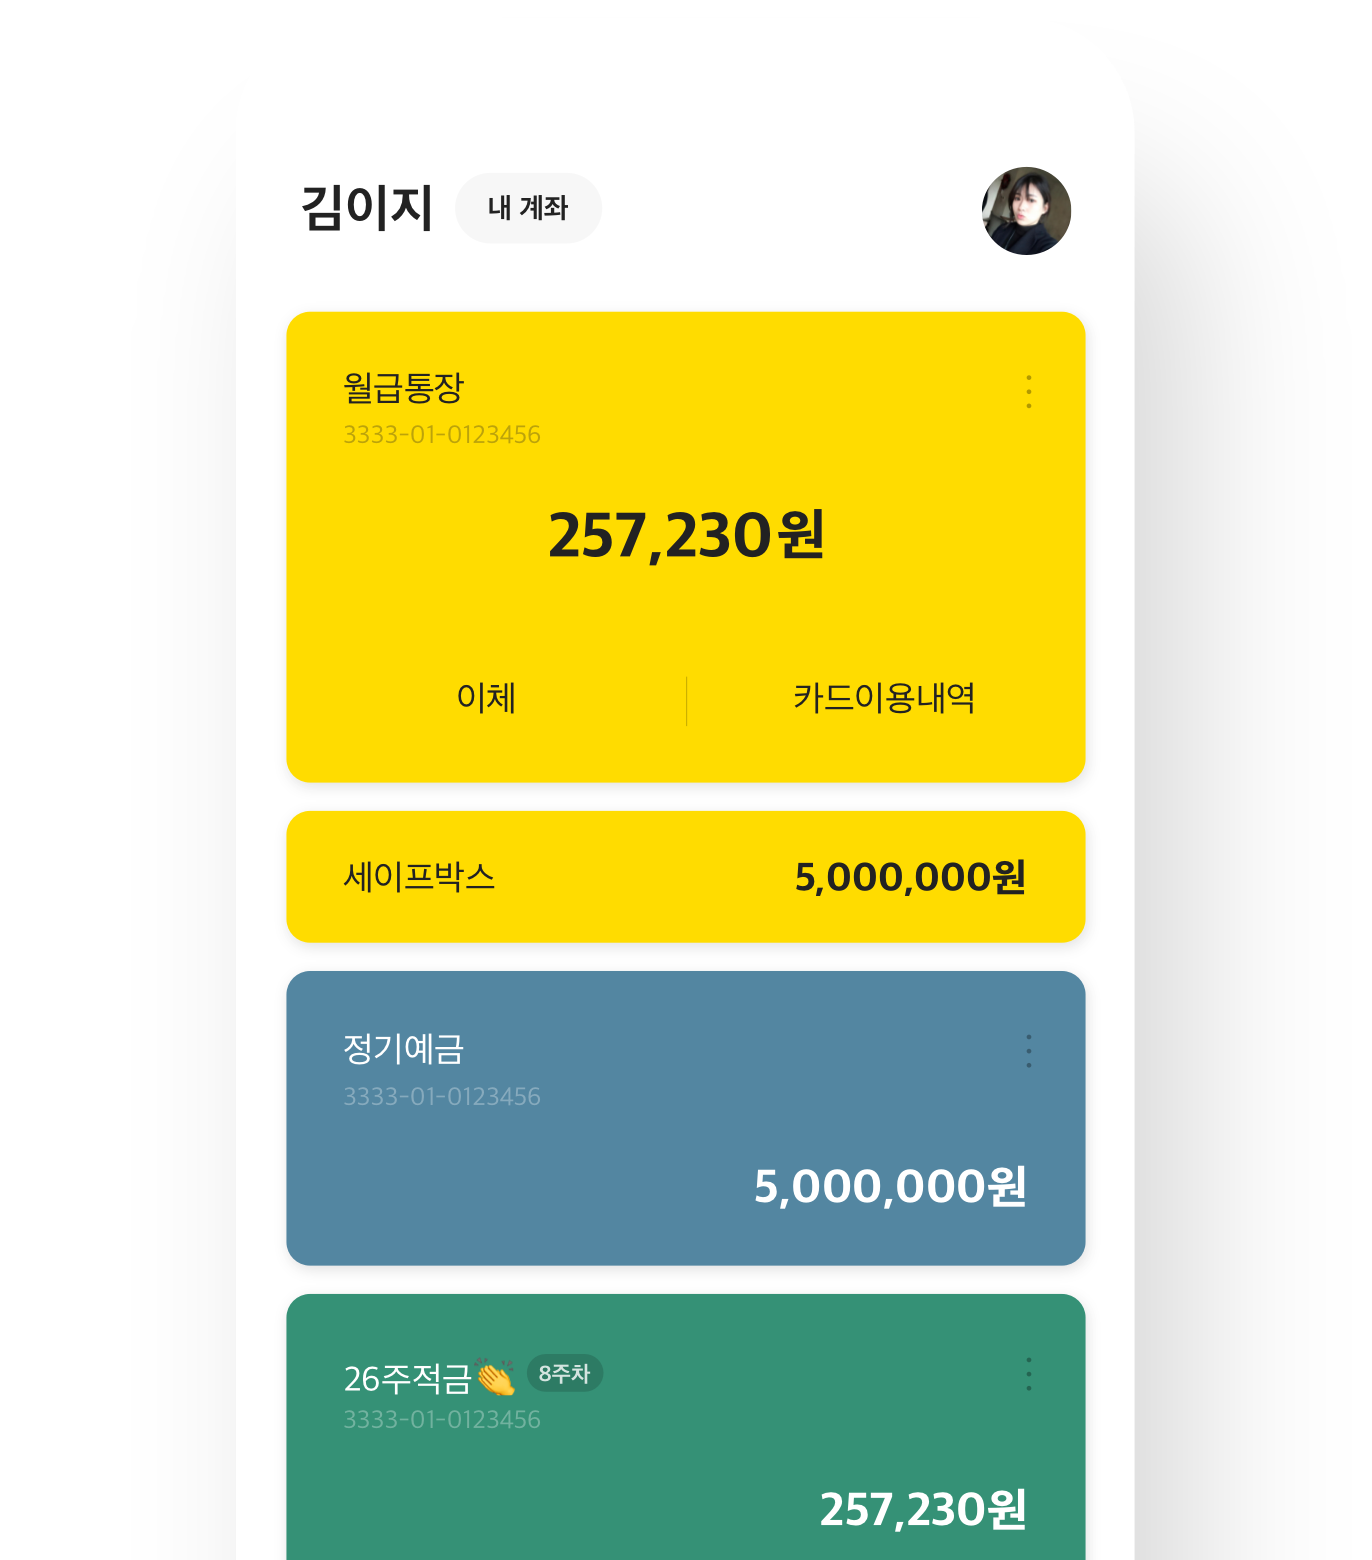 김이지 내 계좌
월급통장
3333-01-0123456
257,230원
이체 카드이용내역
세이프박스 5,000,000원
정기예금
3333-01-0123456
5,000,000원
26주적금👏 8주차
3333-01-0123456
257,230원